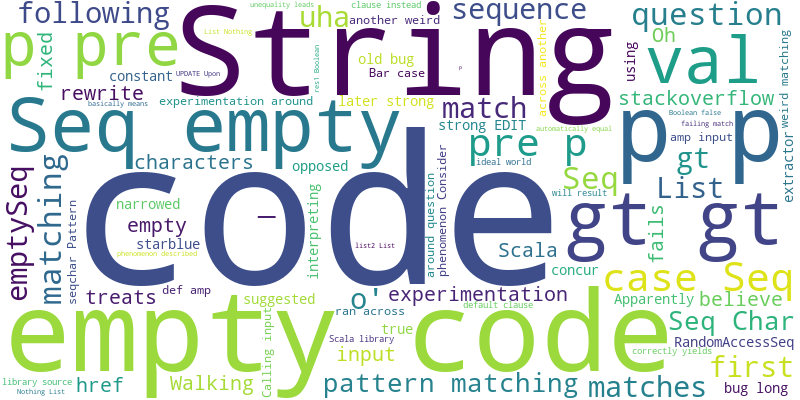 following
fixed
constant
UPDATE Upon
unequality leads
List Nothing
uha
another weird
clause instead
res1 Boolean
sequence
question
Oh
p pre
String
val
using
weird matching
old bug
Bar case
p
across another
stackoverflow
rewrite
basically means
experimentation around
later strong
match
Boolean false
failing match
Seq empty
code
strong EDIT
pre p
automatically equal
p p
amp input
extractor
characters
as opposed
ideal world
gt
emptySeq
matching
seqchar Pattern
narrowed
empty
starblue
phenomenon described
interpreting
list2 List
around question
phenomenon Consider
Seq
will result
List
gt gt
fails
Scala
concur
case Seq
treats
def amp
suggested
o'
experimentation
Apparently
believe
empty code
Calling input
ran across
default clause
true
Scala library
Seq Char
RandomAccessSeq
correctly yields
library source
Nothing List
href
Walking
input
pattern matching
matches
first
bug long